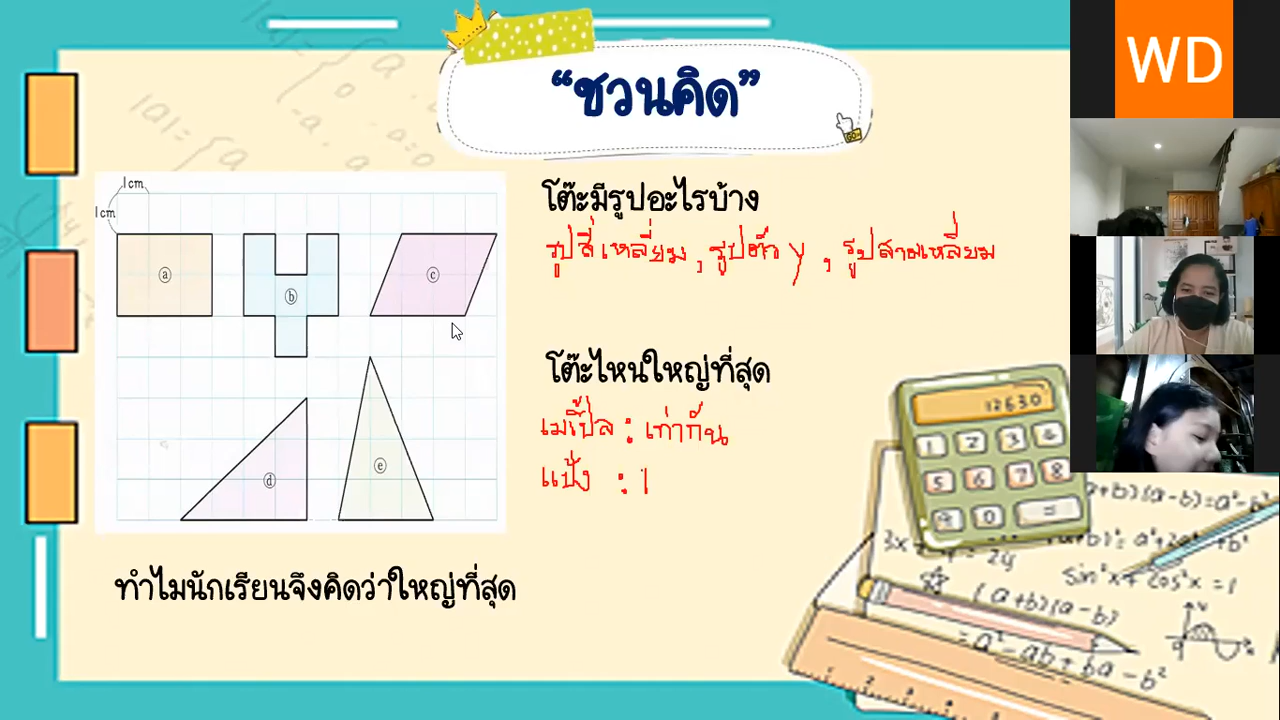 “ชวนคิด”
WD
1cm
1cm
a
b
c
d
e
โต๊ะมีรูปอะไรบ้าง
รูปสี่เหลี่ยม, รูปตัว y, รูปสามเหลี่ยม
โต๊ะไหนใหญ่ที่สุด
เมเปิ้ล : เท่ากัน
แป้ง :
ทำไมนักเรียนจึงคิดว่าใหญ่ที่สุด
12630
1 2 3
5 6 7 8
0 =
(a+b)(a-b)
= a²-ab+ba-b²